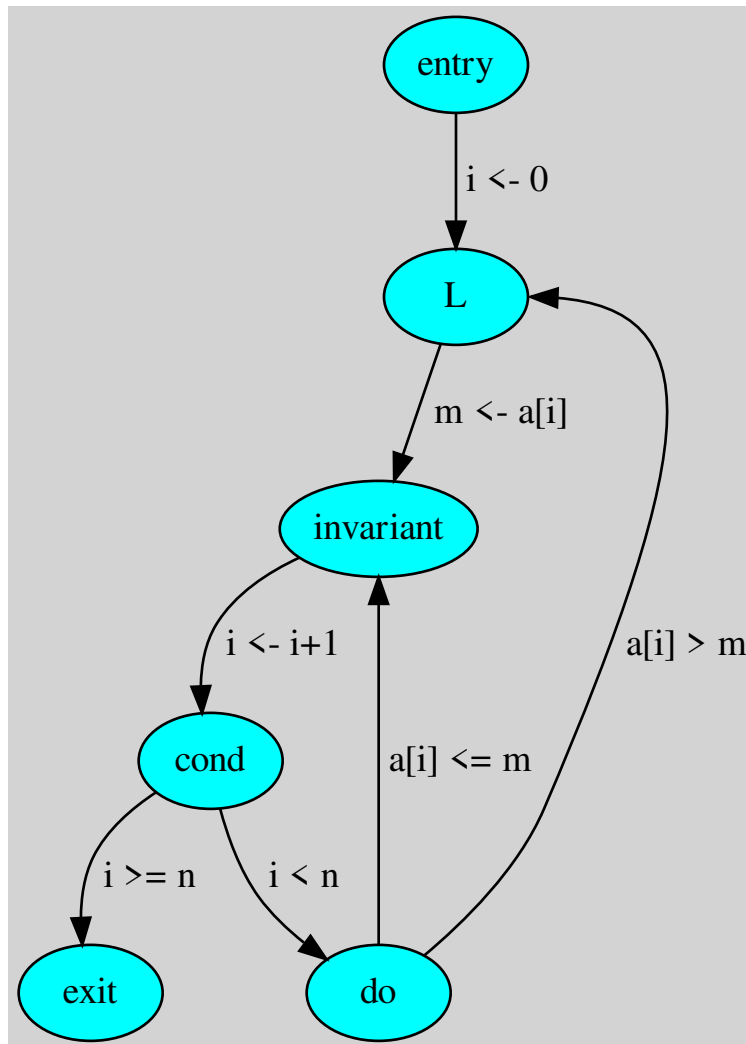 entry
i <- 0
L
m <- a[i]
invariant
i <- i+1
a[i] > m
cond
a[i] <= m
i >= n
i < n
exit
do